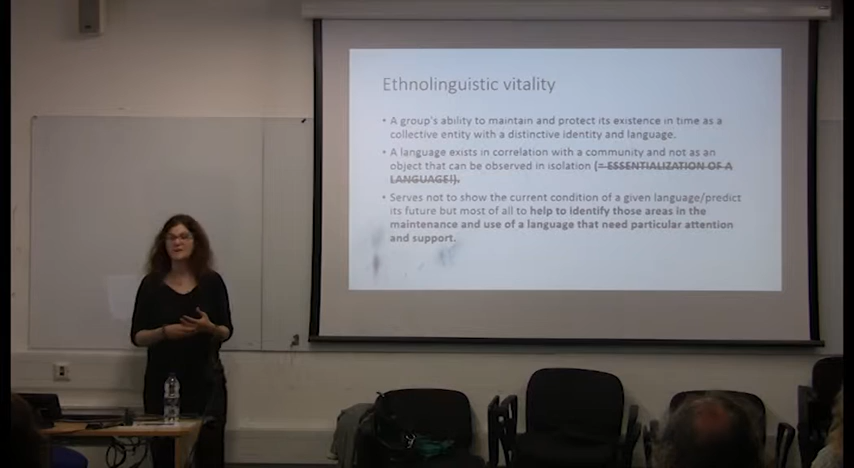 Ethnolinguistic vitality
• A group's ability to maintain and protect its existence in time as a
collective entity with a distinctive identity and language.
• A language exists in correlation with a community and not as an
object that can be observed in isolation (= ESSENTIALIZATION OF A
LANGUAGE!).
• Serves not to show the current condition of a given language/predict
its future but most of all to help to identify those areas in the
maintenance and use of a language that need particular attention
and support.